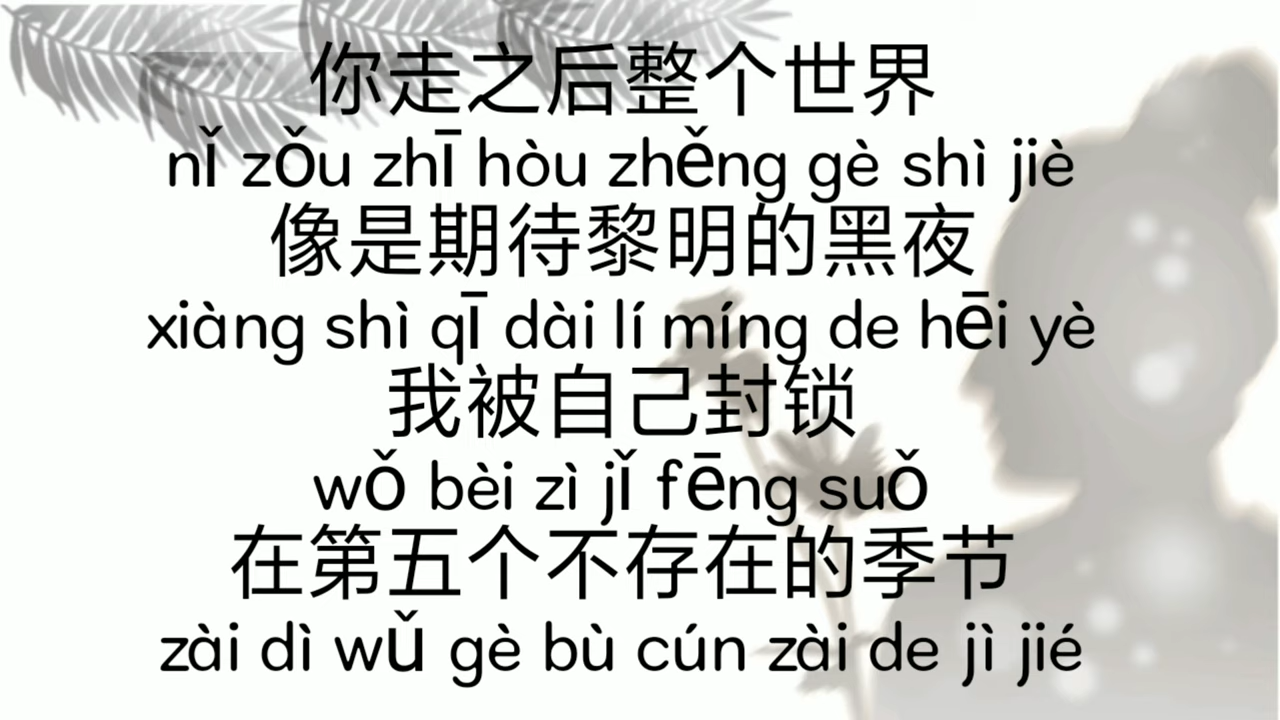 你走之后整个世界
nǐ zǒu zhī hòu zhěng gè shì jiè
像是期待黎明的黑夜
xiàng shì qī dài lí míng de hēi yè
我被自己封锁
wǒ bèi zì jǐ fēng suǒ
在第五个不存在的季节
zài dì wǔ gè bù cún zài de jì jié